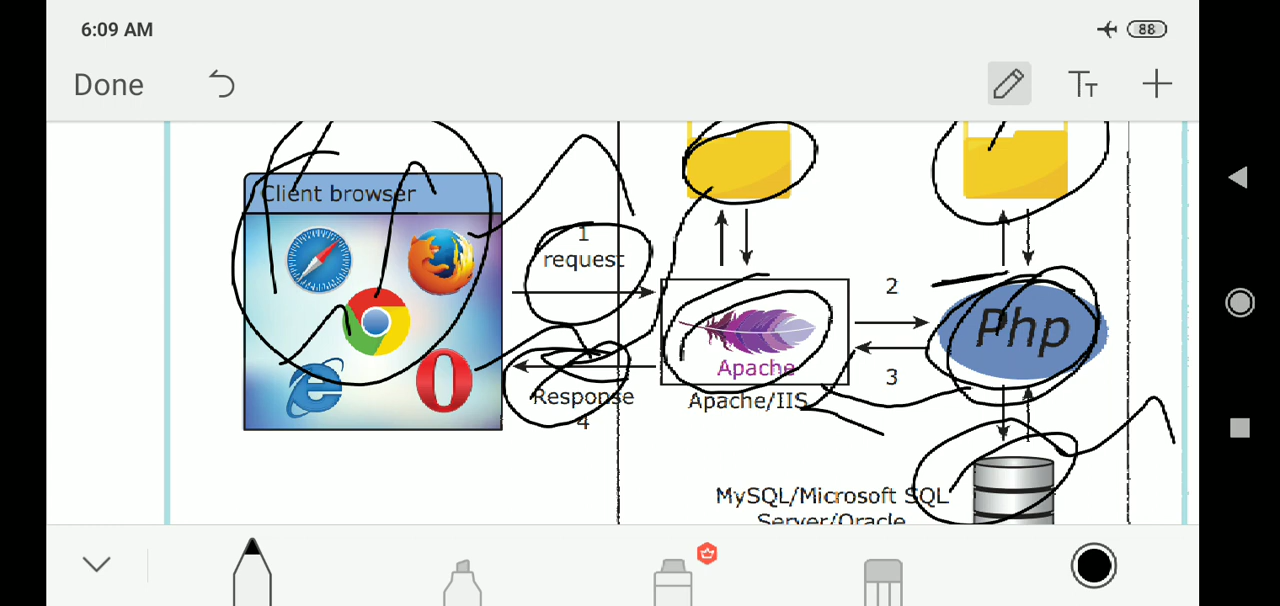 6:09 AM
88
Done
TT
Client browser
1
request
2
Php
Apache
3
Response
4
Apache/IIS
MySQL/Microsoft SQL
Server/Oracle